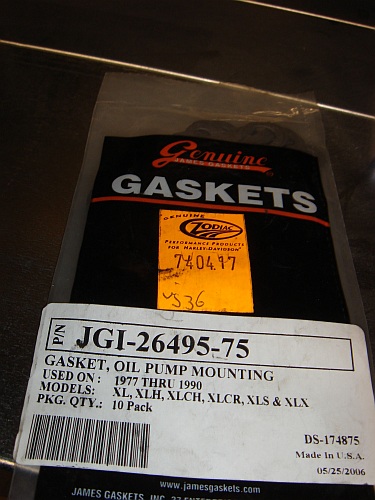 Genuine
JAMES GASKETS
GASKETS
GENUINE
ZODIAC
PERFORMANCE PRODUCTS
FOR HARLEY-DAVIDSON
740417
P/N
JGI-26495-75
GASKET, OIL PUMP MOUNTING
USED ON : 1977 THRU 1990
MODELS: XL, XLH, XLCH, XLCR, XLS & XLX
PKG. QTY.: 10 Pack
DS-174875
Made in U.S.A.
05/25/2006
www.jamesgaskets.com
JAMES GASKETS, INC.